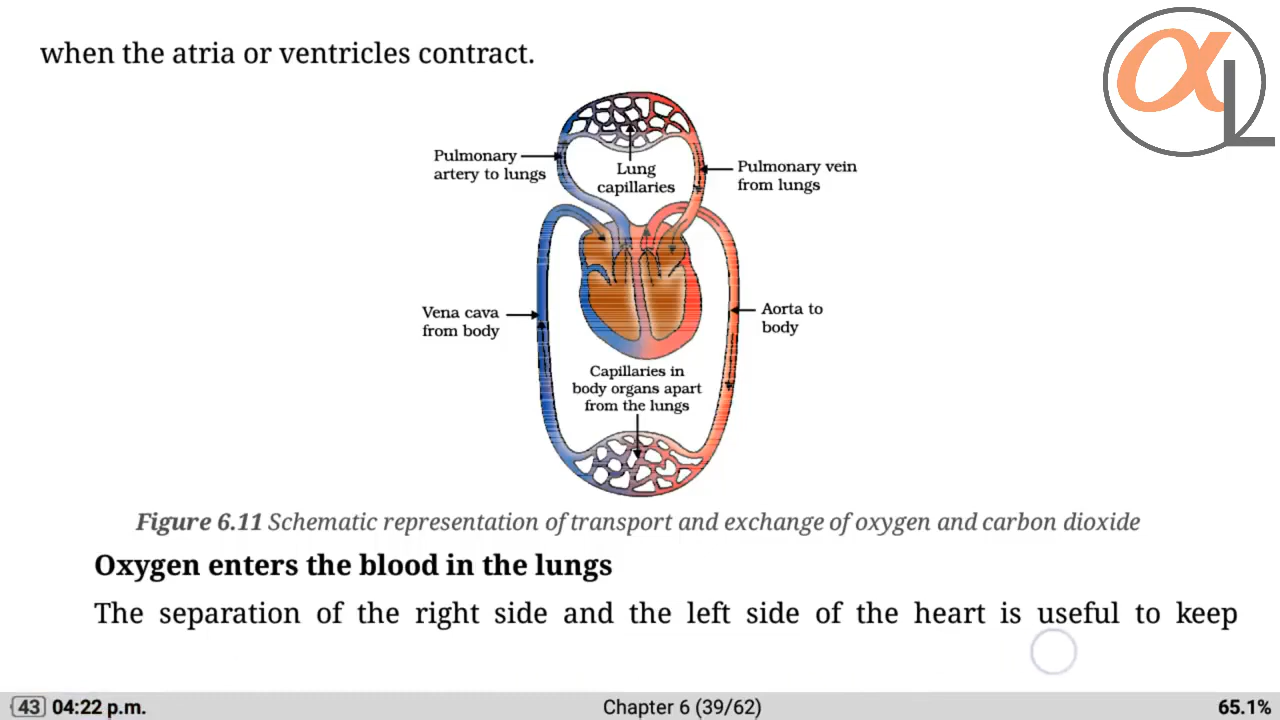 when the atria or ventricles contract.
Pulmonary
artery to lungs
Lung
capillaries
Pulmonary vein
from lungs
Vena cava
from body
Aorta to
body
Capillaries in
body organs apart
from the lungs
Figure 6.11 Schematic representation of transport and exchange of oxygen and carbon dioxide
Oxygen enters the blood in the lungs
The separation of the right side and the left side of the heart is useful to keep
43 04:22 p.m.
Chapter 6 (39/62)
65.1%
αL